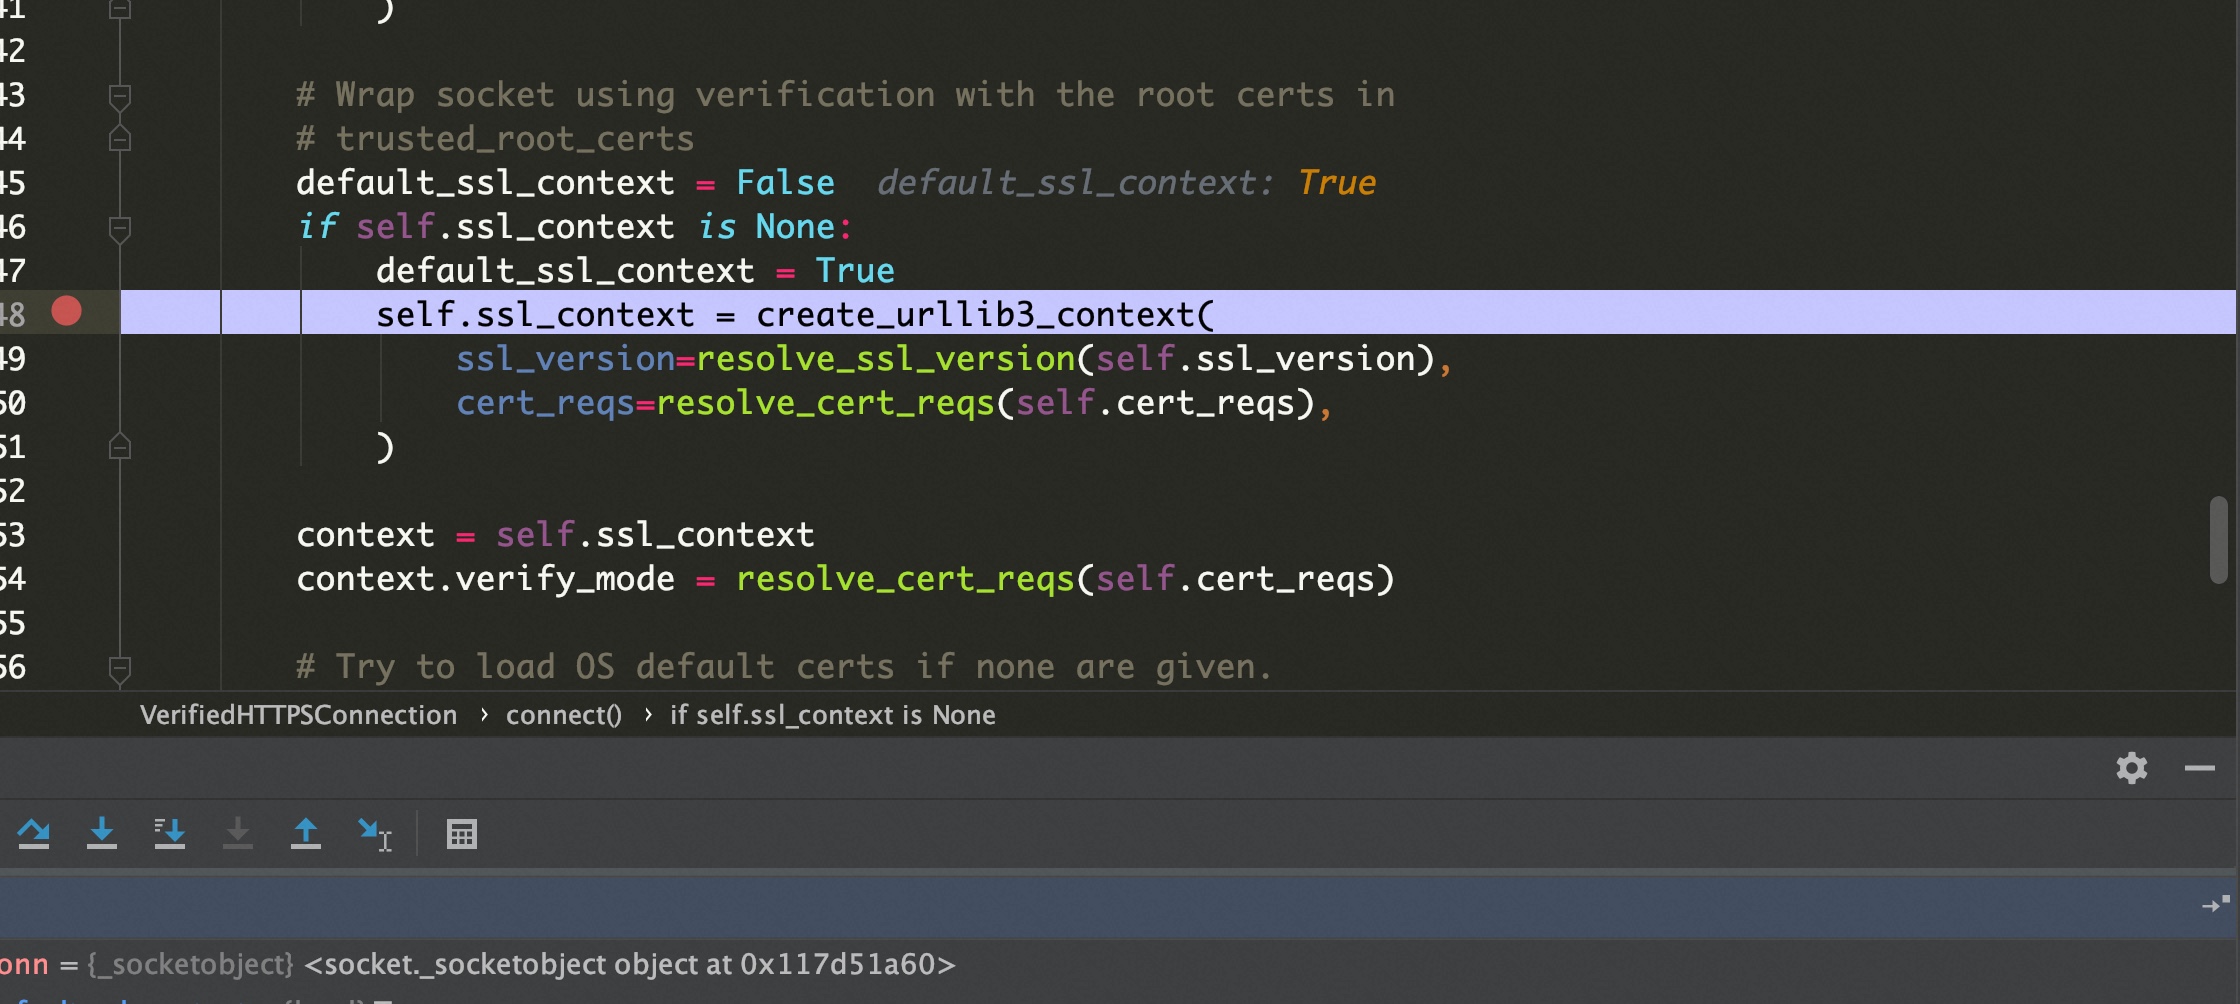 41 )
42
43 # Wrap socket using verification with the root certs in
44 # trusted_root_certs
45 default_ssl_context = False default_ssl_context: True
46 if self.ssl_context is None:
47 default_ssl_context = True
48 self.ssl_context = create_urllib3_context(
49 ssl_version=resolve_ssl_version(self.ssl_version),
50 cert_reqs=resolve_cert_reqs(self.cert_reqs),
51 )
52
53 context = self.ssl_context
54 context.verify_mode = resolve_cert_reqs(self.cert_reqs)
55
56 # Try to load OS default certs if none are given.
VerifiedHTTPSConnection › connect() › if self.ssl_context is None
onn = {_socketobject} <socket._socketobject object at 0x117d51a60>